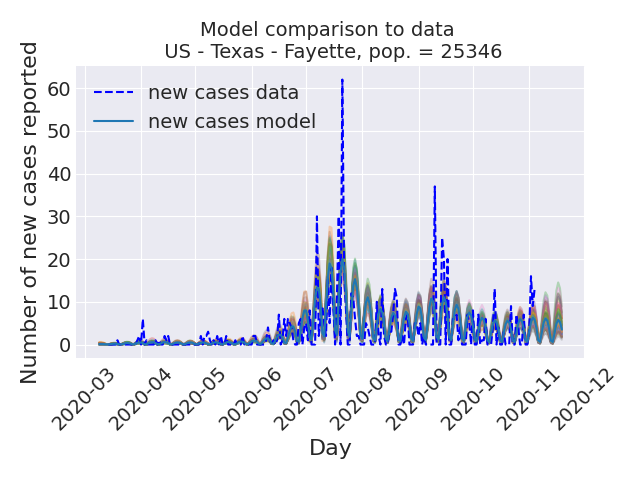 Model comparison to data
US - Texas - Fayette, pop. = 25346
Number of new cases reported
60
50
40
30
20
10
0
new cases data
new cases model
2020-03
2020-04
2020-05
2020-06
2020-07
2020-08
2020-09
2020-10
2020-11
2020-12
Day